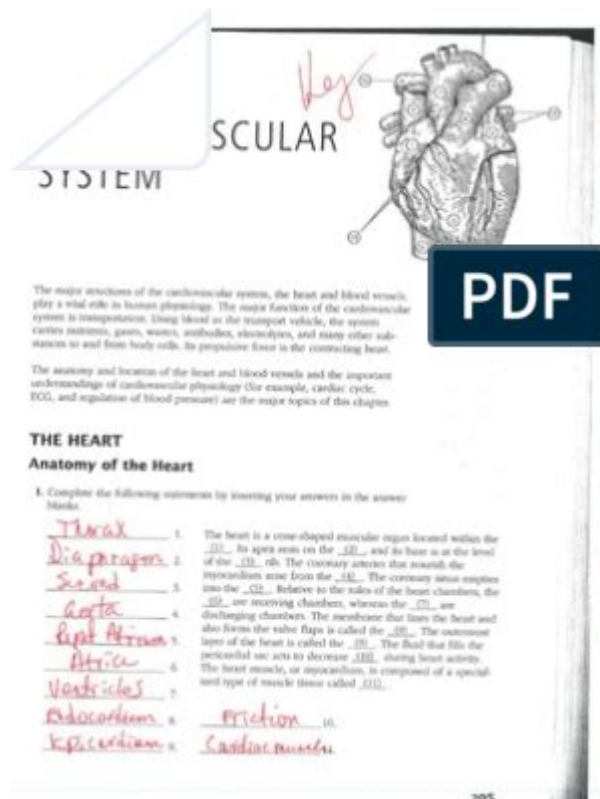 Key
SCULAR
SYSTEM
PDF
The major structures of the cardiovascular system, the heart and blood vessels,
play a vital role in human physiology. The major function of the cardiovascular
system is transportation. Using blood as the transport vehicle, the system
carries nutrients, gases, wastes, antibodies, electrolytes, and many other sub-
stances to and from body cells. Its propulsive force is the contracting heart.
The anatomy and location of the heart and blood vessels and the important
understandings of cardiovascular physiology (for example, cardiac cycle,
ECG, and regulation of blood pressure) are the major topics of this chapter.
THE HEART
Anatomy of the Heart
1. Complete the following statements by inserting your answers in the answer
blanks.
Thorax 1.
Diaphragm 2.
Second 3.
aorta 4.
Right Atrium 5.
Atria 6.
Ventricles 7.
Endocardium 8.
Epicardium 9.
The heart is a cone-shaped muscular organ located within the
(1). Its apex rests on the (2) and its base is at the level
of the (3) rib. The coronary arteries that nourish the
myocardium arise from the (4). The coronary sinus empties
into the (5). Relative to the roles of the heart chambers, the
(6) are receiving chambers, whereas the (7) are
discharging chambers. The membrane that lines the heart and
also forms the valve flaps is called the (8). The outermost
layer of the heart is called the (9). The fluid that fills the
pericardial sac acts to decrease (10) during heart activity.
The heart muscle, or myocardium, is composed of a special-
ized type of muscle tissue called (11).
Friction 10.
Cardiac muscle
205